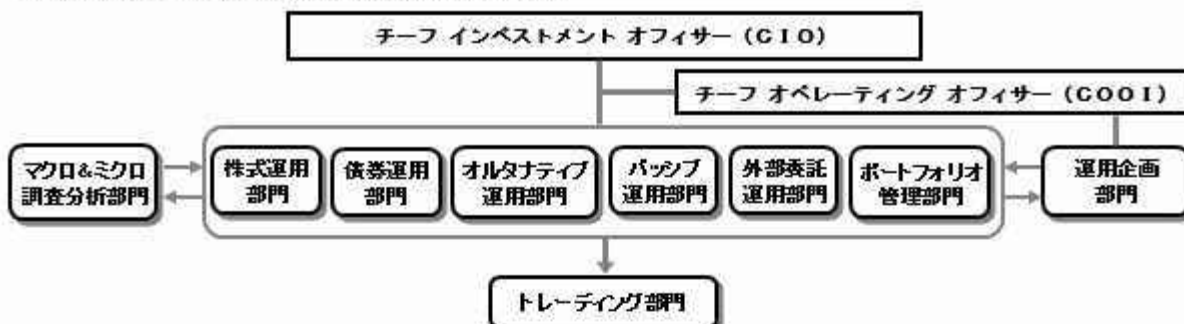 チーフ インベストメント オフィサー（ＣＩＯ）
チーフ オペレーティング オフィサー（ＣＯＯＩ）
マクロ&ミクロ
調査分析部門
株式運用
部門
債券運用
部門
オルタナティブ
運用部門
パッシブ
運用部門
外部委託
運用部門
ポートフォリオ
管理部門
運用企画
部門
トレーディング部門